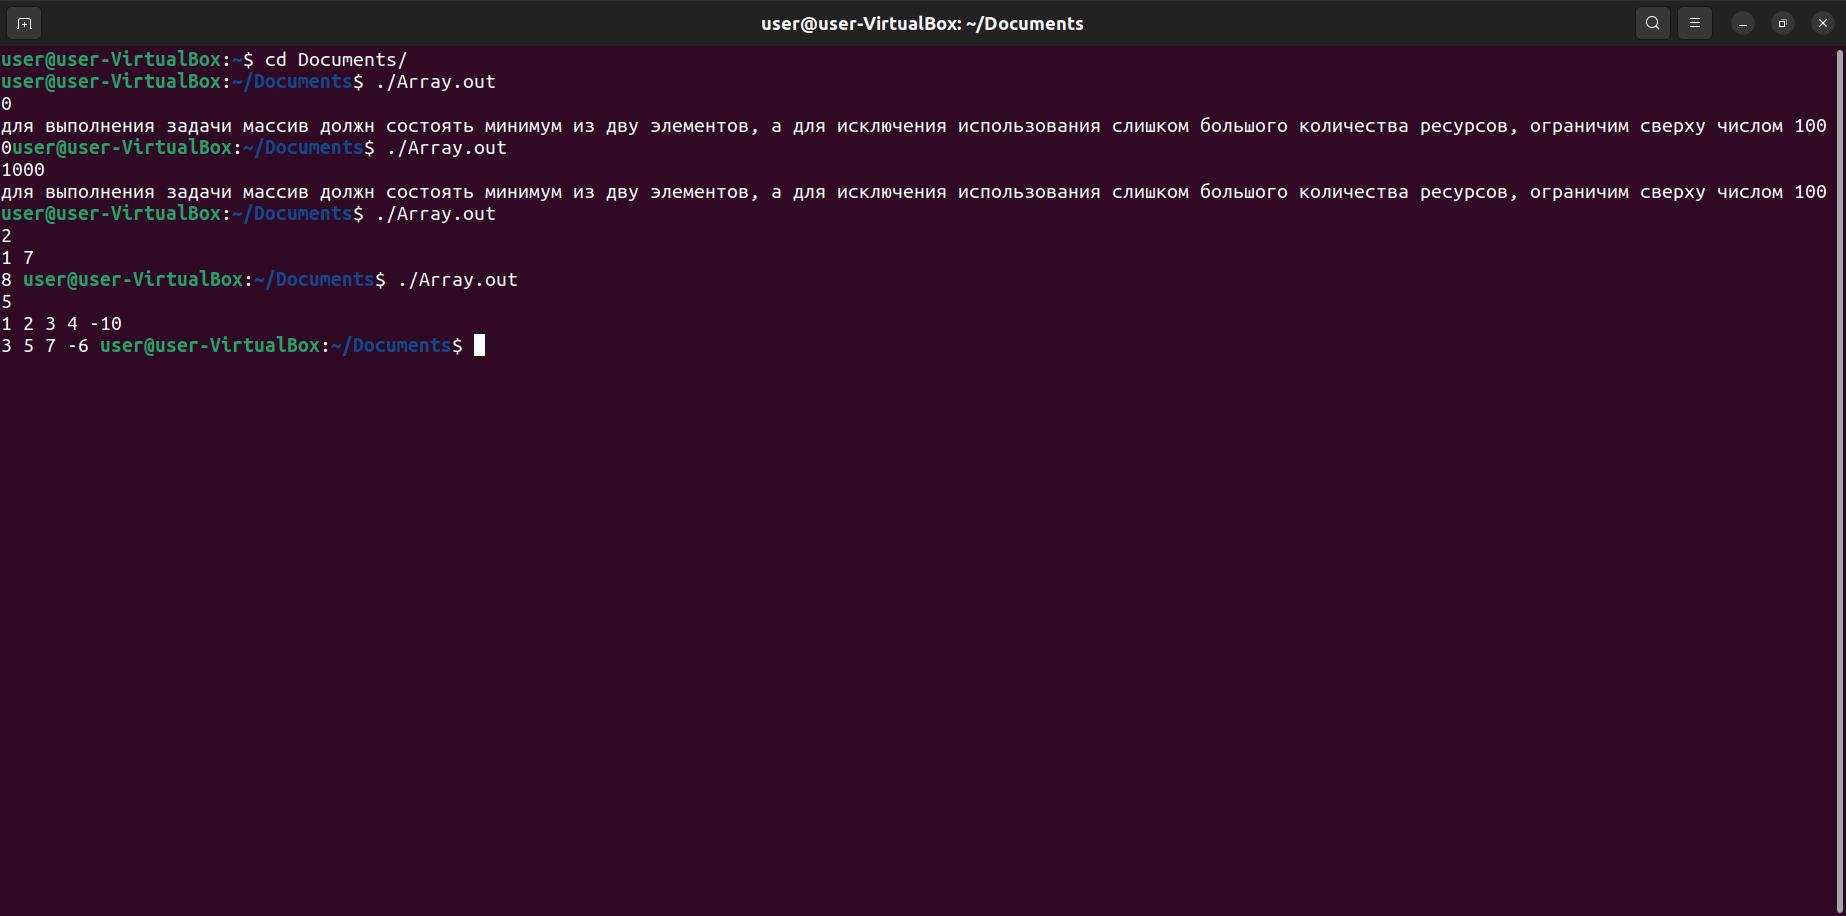 user@user-VirtualBox: ~/Documents
user@user-VirtualBox:~$ cd Documents/
user@user-VirtualBox:~/Documents$ ./Array.out
0
для выполнения задачи массив должн состоять минимум из дву элементов, а для исключения использования слишком большого количества ресурсов, ограничим сверху числом 100
0user@user-VirtualBox:~/Documents$ ./Array.out
1000
для выполнения задачи массив должн состоять минимум из дву элементов, а для исключения использования слишком большого количества ресурсов, ограничим сверху числом 100
user@user-VirtualBox:~/Documents$ ./Array.out
2
1 7
8 user@user-VirtualBox:~/Documents$ ./Array.out
5
1 2 3 4 -10
3 5 7 -6 user@user-VirtualBox:~/Documents$